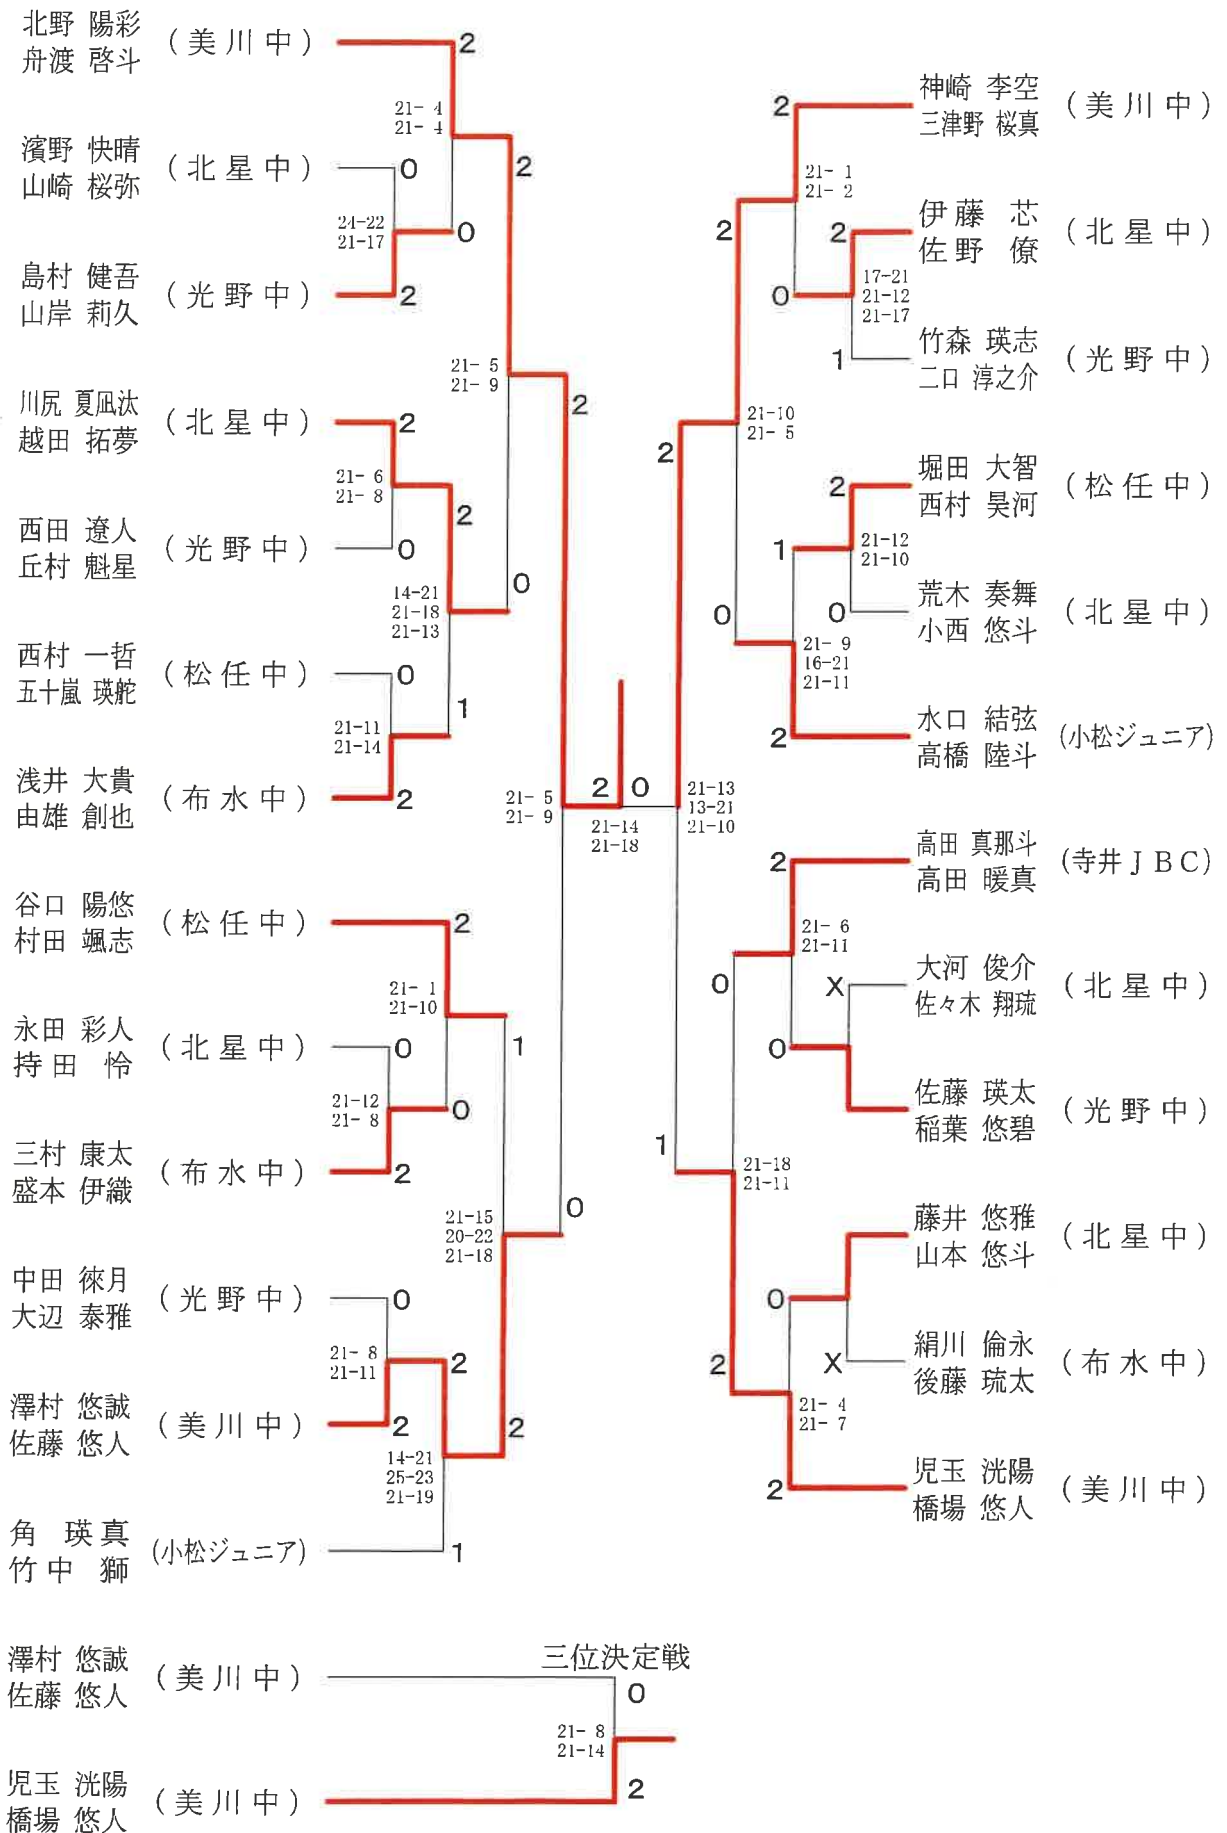 北野 陽彩
舟渡 啓斗
(美川中)
2
21- 4
21- 4
2
濱野 快晴
山崎 桜弥
(北星中)
0
24-22
21-17
0
島村 健吾
山岸 莉久
(光野中)
2
21- 5
21- 9
2
川尻 夏凪汰
越田 拓夢
(北星中)
2
21- 6
21- 8
2
西田 遼人
丘村 魁星
(光野中)
0
14-21
21-18
21-13
0
西村 一哲
五十嵐 瑛舵
(松任中)
0
21-11
21-14
1
浅井 大貴
由雄 創也
(布水中)
2
21- 5
21- 9
谷口 陽悠
村田 颯志
(松任中)
2
21- 1
21-10
1
永田 彩人
持田 怜
(北星中)
0
21-12
21- 8
0
三村 康太
盛本 伊織
(布水中)
2
21-15
20-22
21-18
0
中田 徠月
大辺 泰雅
(光野中)
0
21- 8
21-11
2
澤村 悠誠
佐藤 悠人
(美川中)
2
2
14-21
25-23
21-19
角 瑛真
竹中 獅
(小松ジュニア)
1
2 0
21-14
21-18
神崎 李空
三津野 桜真
(美川中)
2
21- 1
21- 2
2
伊藤 芯
佐野 僚
(北星中)
2
17-21
21-12
21-17
0
竹森 瑛志
二口 淳之介
(光野中)
1
21-10
21- 5
2
堀田 大智
西村 昊河
(松任中)
2
21-12
21-10
1
荒木 奏舞
小西 悠斗
(北星中)
0
0
21- 9
16-21
21-11
水口 結弦
高橋 陸斗
(小松ジュニア)
2
21-13
13-21
21-10
高田 真那斗
高田 暖真
(寺井JBC)
2
21- 6
21-11
0
大河 俊介
佐々木 翔琉
(北星中)
X
0
佐藤 瑛太
稲葉 悠碧
(光野中)
1
21-18
21-11
藤井 悠雅
山本 悠斗
(北星中)
0
絹川 倫永
後藤 琉太
(布水中)
X
2
21- 4
21- 7
児玉 洸陽
橋場 悠人
(美川中)
2
三位決定戦
澤村 悠誠
佐藤 悠人
(美川中)
0
21- 8
21-14
児玉 洸陽
橋場 悠人
(美川中)
2